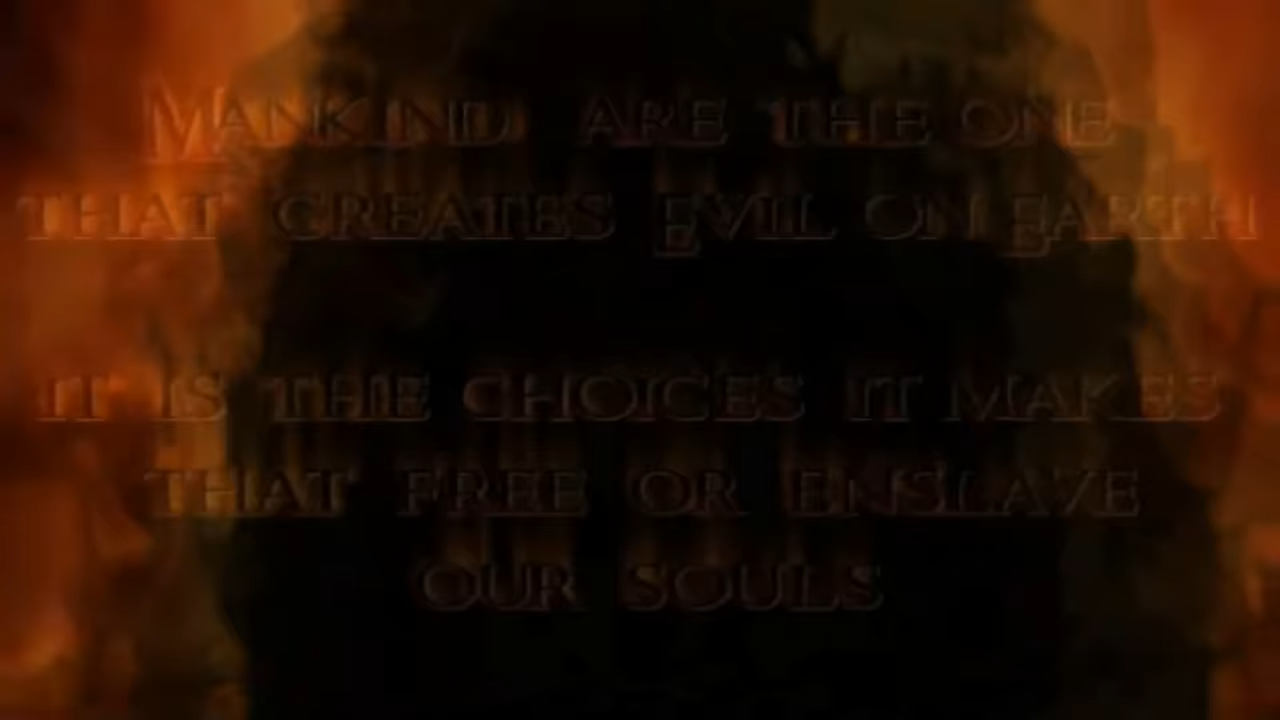 Mankind are the one
that creates Evil on Earth
it is the choices it makes
that free or enslave
our souls